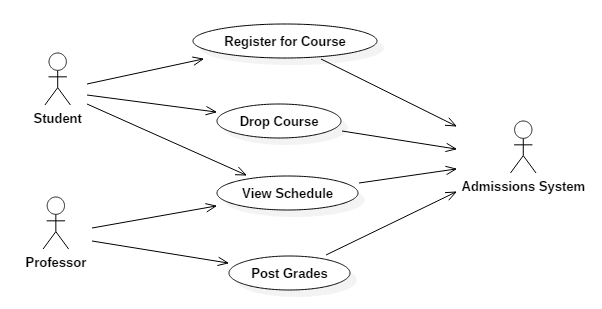 Register for Course
Student
Drop Course
Admissions System
View Schedule
Professor
Post Grades